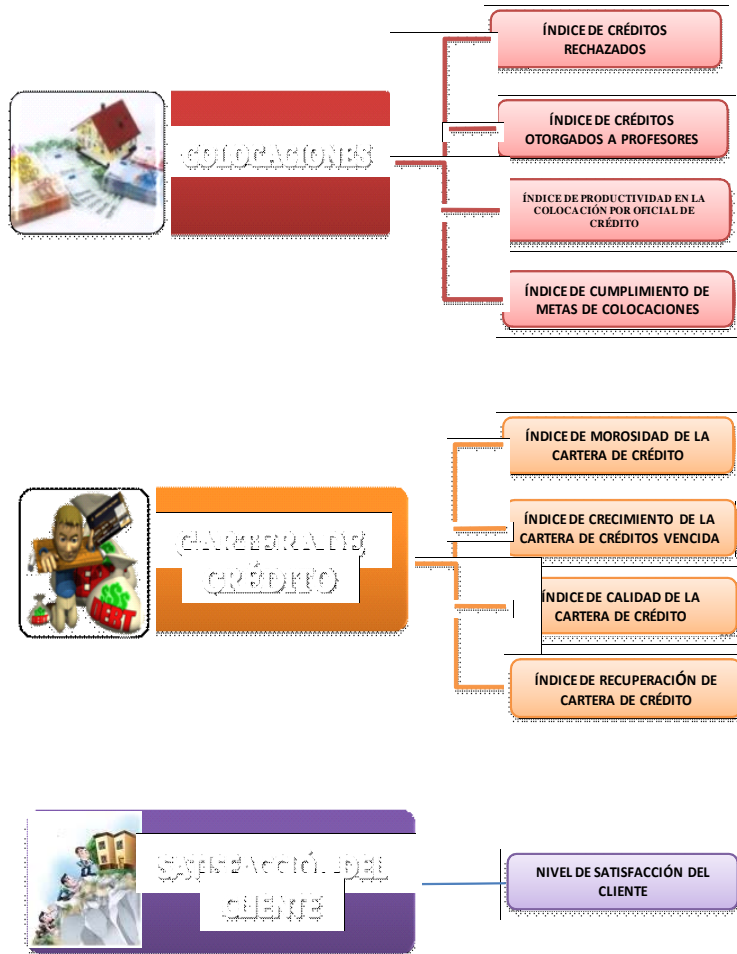 COLOCACIONES
ÍNDICE DE CRÉDITOS
RECHAZADOS
ÍNDICE DE CRÉDITOS
OTORGADOS A PROFESORES
ÍNDICE DE PRODUCTIVIDAD EN LA
COLOCACIÓN POR OFICIAL DE
CRÉDITO
ÍNDICE DE CUMPLIMIENTO DE
METAS DE COLOCACIONES
CARTERA DE
CRÉDITO
$$$
DEBT
ÍNDICE DE MOROSIDAD DE LA
CARTERA DE CRÉDITO
ÍNDICE DE CRECIMIENTO DE LA
CARTERA DE CRÉDITOS VENCIDA
ÍNDICE DE CALIDAD DE LA
CARTERA DE CRÉDITO
ÍNDICE DE RECUPERACIÓN DE
CARTERA DE CRÉDITO
SATISFACCIÓN DEL
CLIENTE
NIVEL DE SATISFACCIÓN DEL
CLIENTE